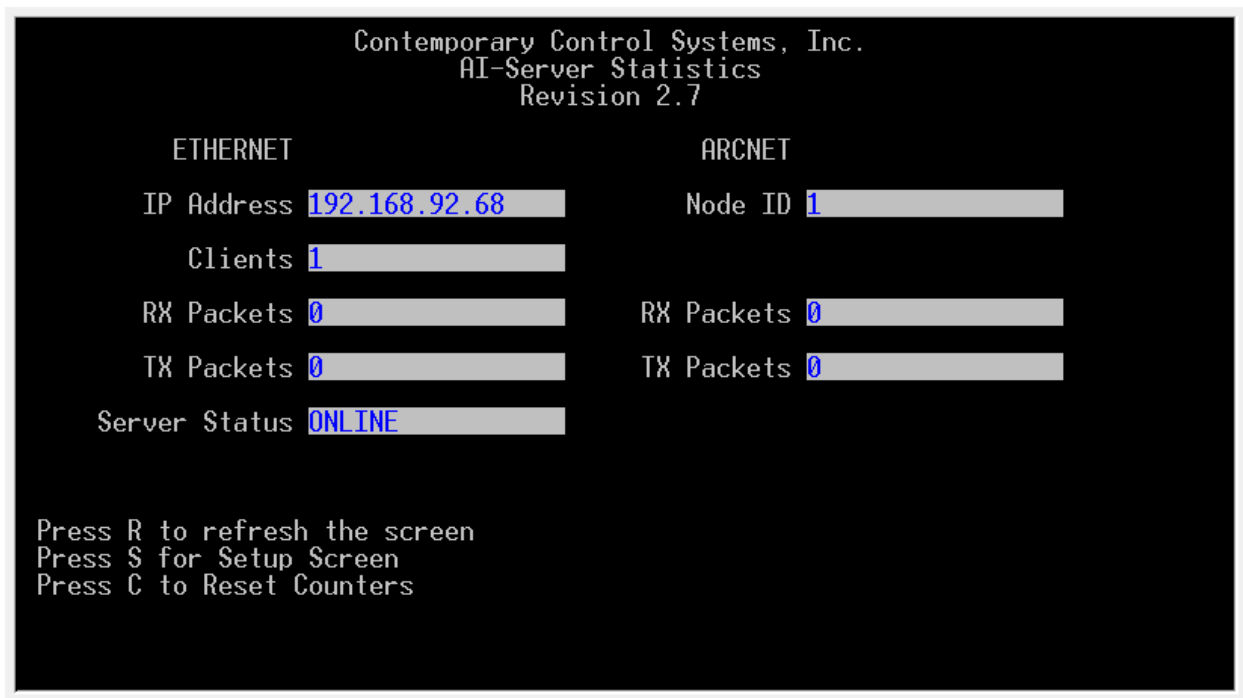 Contemporary Control Systems, Inc.
AI-Server Statistics
Revision 2.7
ETHERNET ARCNET
IP Address 192.168.92.68 Node ID 1
Clients 1
RX Packets 0 RX Packets 0
TX Packets 0 TX Packets 0
Server Status ONLINE
Press R to refresh the screen
Press S for Setup Screen
Press C to Reset Counters